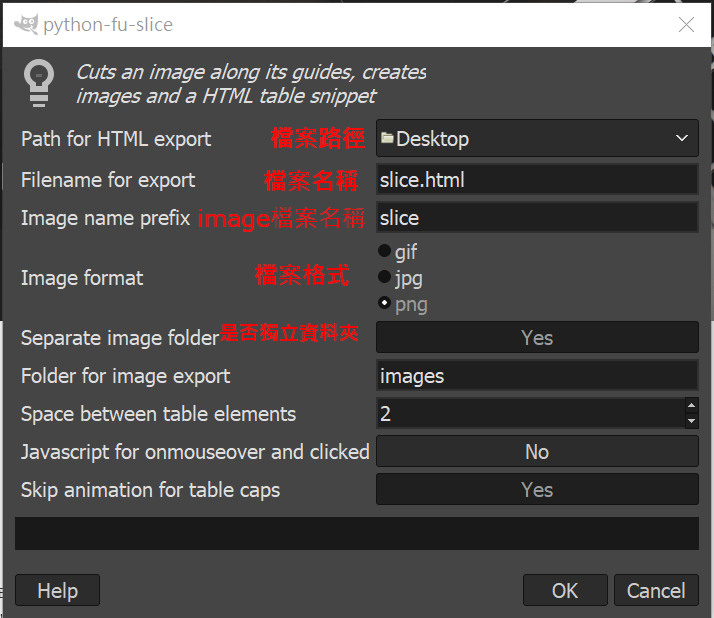 python-fu-slice
Cuts an image along its guides, creates
images and a HTML table snippet
Path for HTML export 檔案路徑 Desktop
Filename for export 檔案名稱 slice.html
Image name prefix image檔案名稱 slice
gif
Image format 檔案格式 jpg
png
Separate image folder 是否獨立資料夾 Yes
Folder for image export images
Space between table elements 2
Javascript for onmouseover and clicked No
Skip animation for table caps Yes
Help OK Cancel